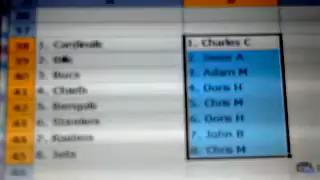 38 1. Cardinals 1. Charles C
39 2. 2. A
40 3. Bucs 3. Adam M
41 4. Chiefs 4. Doris H
42 5. Bengals 5. Chris M
43 6. Steelers 6. Doris H
44 7. Raiders 7. John B
45 8. Jets 8. Chris M